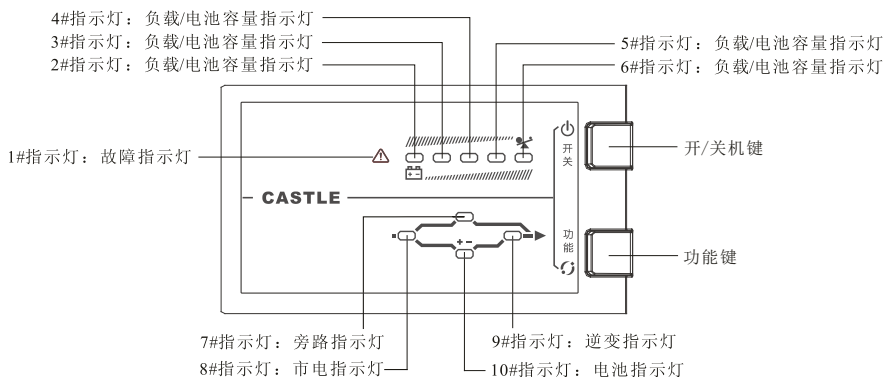 4#指示灯：负载/电池容量指示灯
3#指示灯：负载/电池容量指示灯
2#指示灯：负载/电池容量指示灯
5#指示灯：负载/电池容量指示灯
6#指示灯：负载/电池容量指示灯
1#指示灯：故障指示灯
开关
开/关机键
CASTLE
功能
功能键
7#指示灯：旁路指示灯
8#指示灯：市电指示灯
9#指示灯：逆变指示灯
10#指示灯：电池指示灯